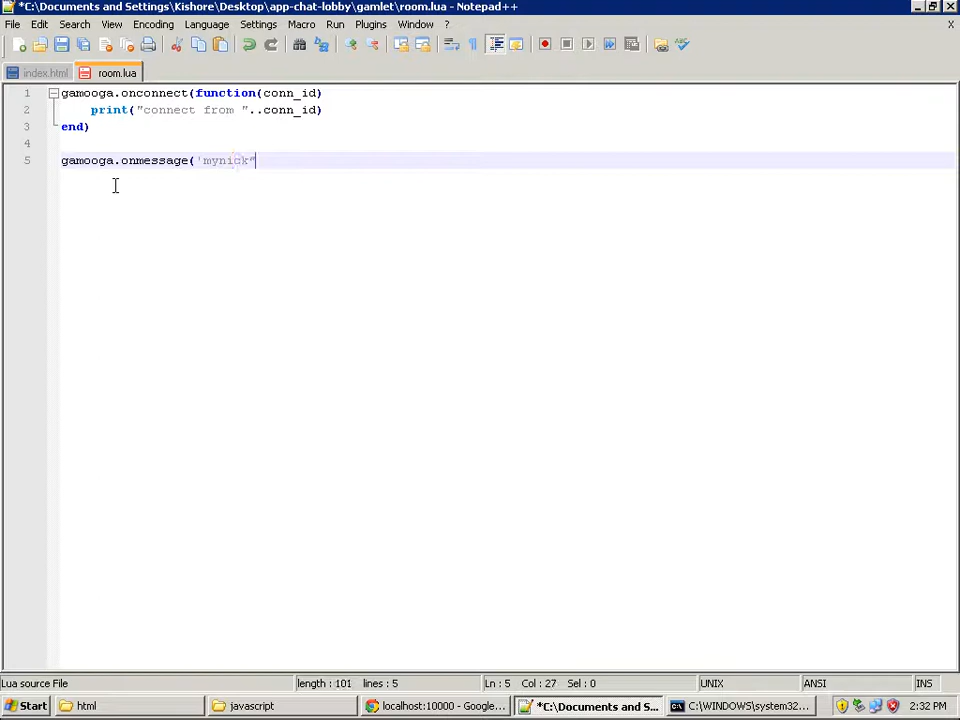 *C:\Documents and Settings\Kishore\Desktop\app-chat-lobby\gamlet\room.lua - Notepad++
File Edit Search View Encoding Language Settings Macro Run Plugins Window ? X
index.html room.lua
1 gamooga.onconnect(function(conn_id)
2 print("connect from "..conn_id)
3 end)
4
5 gamooga.onmessage('mynick"
Lua source File length : 101 lines : 5 Ln : 5 Col : 27 Sel : 0 UNIX ANSI INS
Start html javascript localhost:10000 - Google... *C:\Documents and S... C:\WINDOWS\system32... 2:32 PM